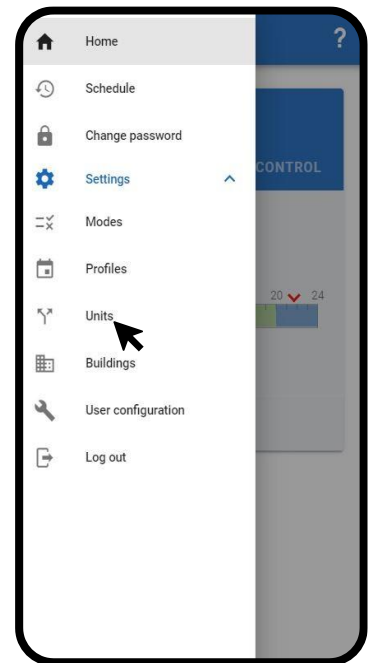 Home
?
Schedule
Change password
CONTROL
Settings
Modes
Profiles
20 24
Units
Buildings
User configuration
Log out